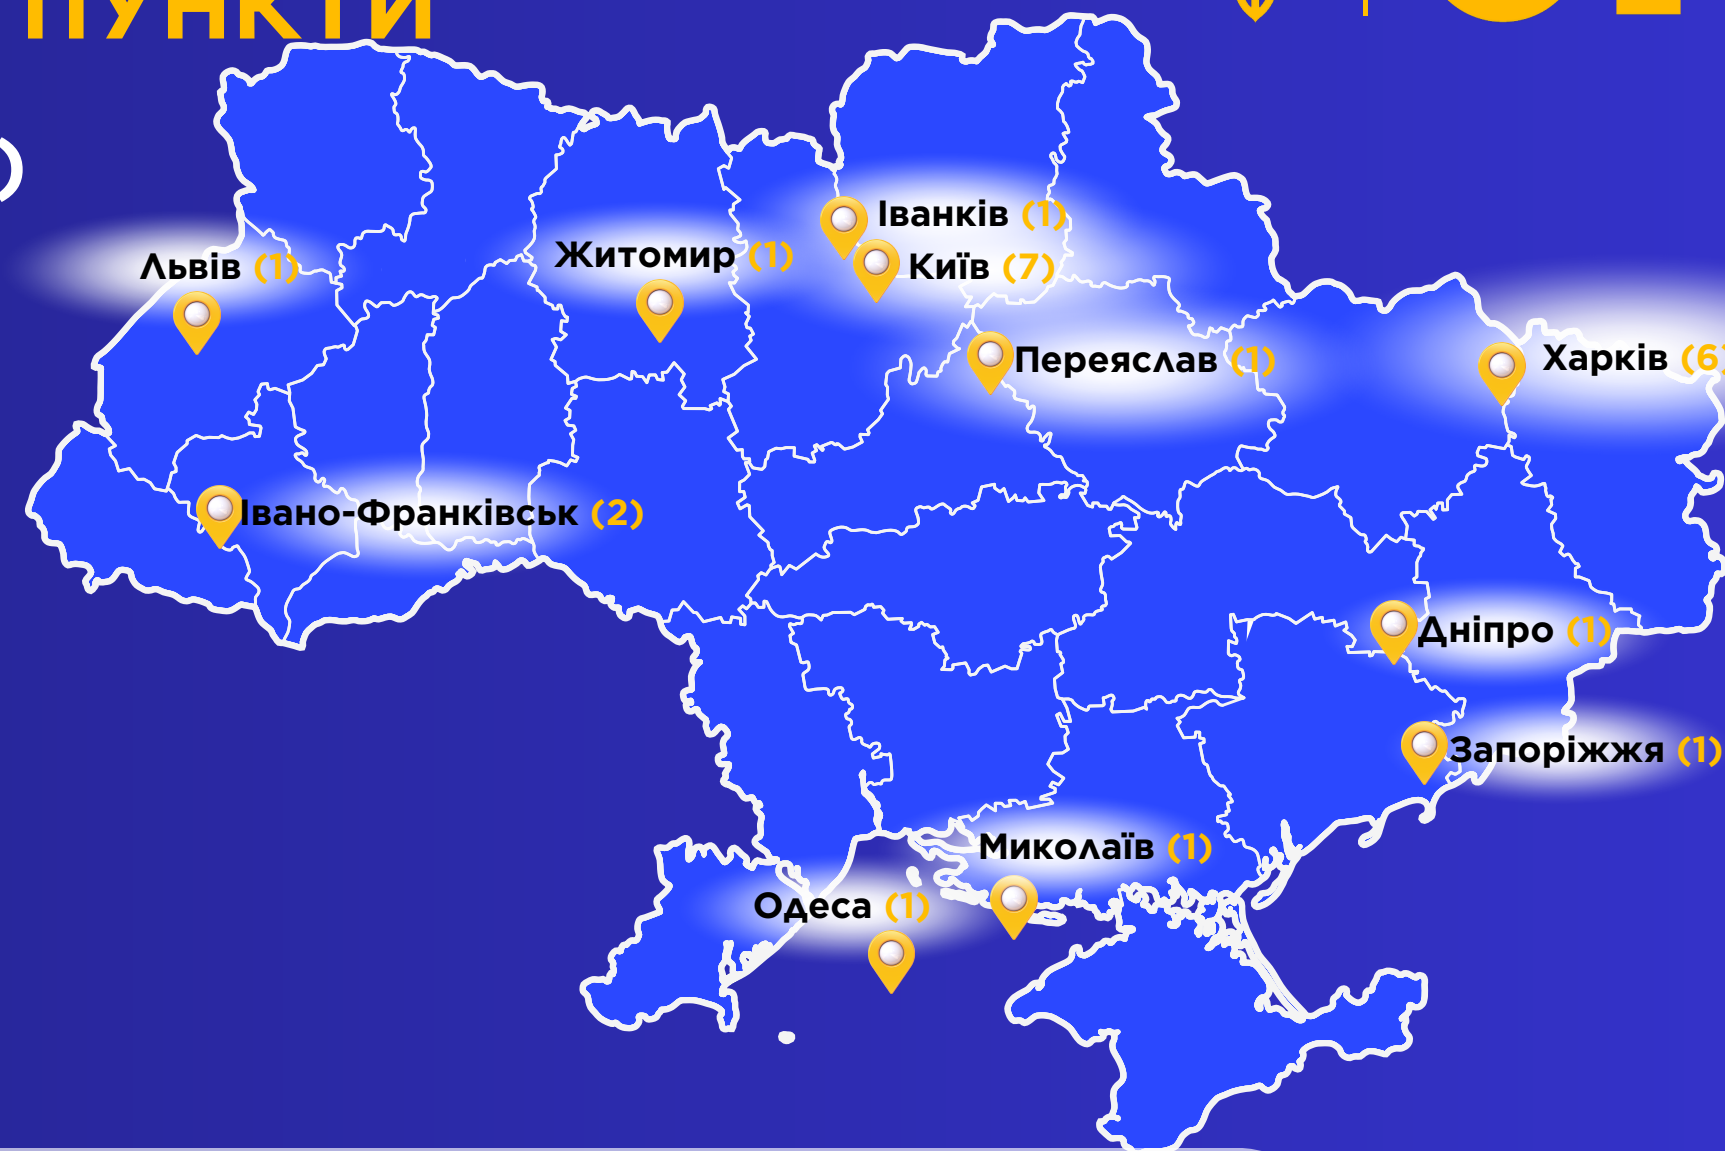 ПУНКТИ
Іванків (1)
Житомир (1)
Львів (1)
Київ (7)
Переяслав (1)
Харків (6)
Івано-Франківськ (2)
Дніпро (1)
Запоріжжя (1)
Миколаїв (1)
Одеса (1)